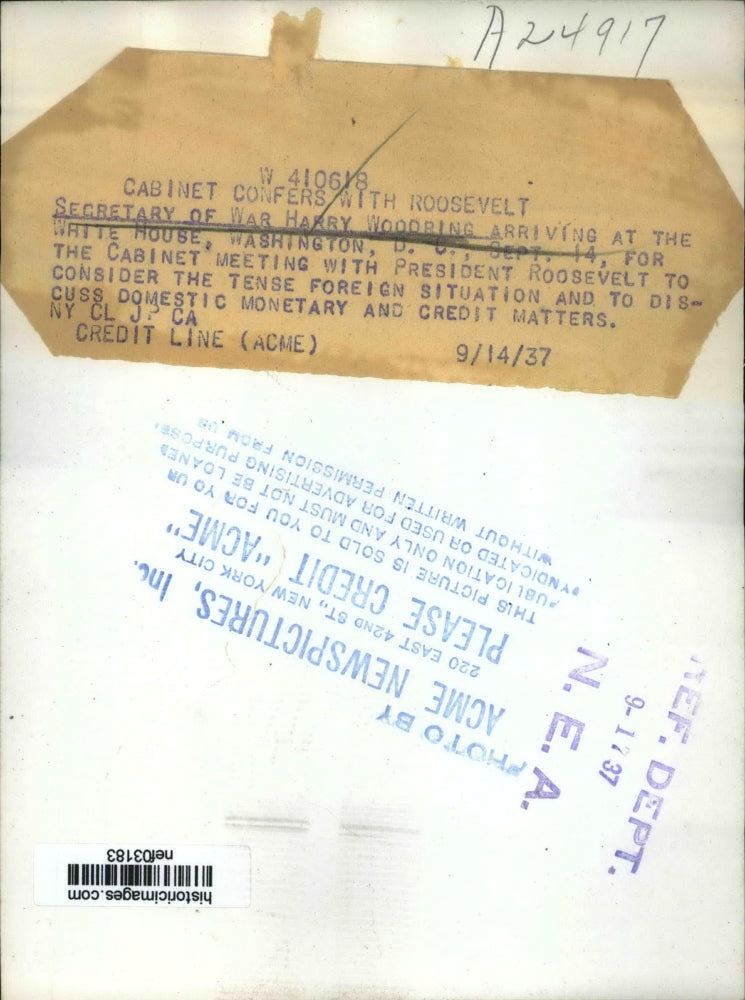 A24917
W 410618
CABINET CONFERS WITH ROOSEVELT
SECRETARY OF WAR HARRY WOODRING ARRIVING AT THE
WHITE HOUSE, WASHINGTON, D. C., SEPT. 14, FOR
THE CABINET MEETING WITH PRESIDENT ROOSEVELT TO
CONSIDER THE TENSE FOREIGN SITUATION AND TO DIS-
CUSS DOMESTIC MONETARY AND CREDIT MATTERS.
NY CL J. CA
CREDIT LINE (ACME) 9/14/37
PHOTO BY
ACME NEWSPICTURES, Inc.
220 EAST 42ND ST., NEW YORK CITY
PLEASE CREDIT "ACME"
THIS PICTURE IS SOLD TO YOU FOR YOUR
PUBLICATION ONLY AND MUST NOT BE LOANED
SYNDICATED OR USED FOR ADVERTISING PURPOSE
WITHOUT WRITTEN PERMISSION FROM US
REF. DEPT.
9-17 37
N. E. A.
historicimages.com
nef03183